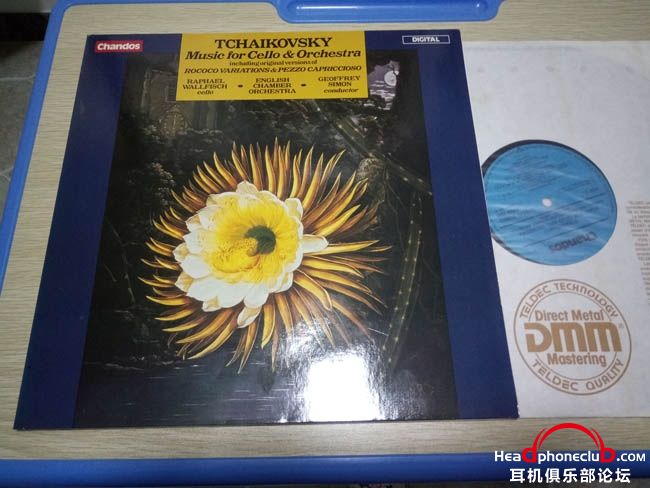 Chandos
DIGITAL
TCHAIKOVSKY
Music for Cello & Orchestra
including original versions of
ROCOCO VARIATIONS & PEZZO CAPRICCIOSO
RAPHAEL WALLFISCH cello
ENGLISH CHAMBER ORCHESTRA
GEOFFREY SIMON conductor
CHANDOS
TELDEC TECHNOLOGY
Direct Metal
DMM®
Mastering
TELDEC QUALITY
Headphoneclub.com
耳机俱乐部论坛